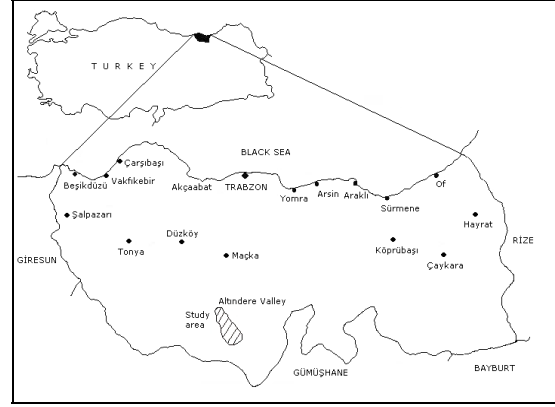 TURKEY
BLACK SEA
Çarşıbaşı
Beşikdüzü
Vakfıkebir
Akçaabat
TRABZON
Yomra
Arsin
Araklı
Sürmene
Of
Şalpazarı
Hayrat
Tonya
Düzköy
Maçka
Köprübaşı
Çaykara
RİZE
GİRESUN
Altındere Valley
Study
area
GÜMÜŞHANE
BAYBURT